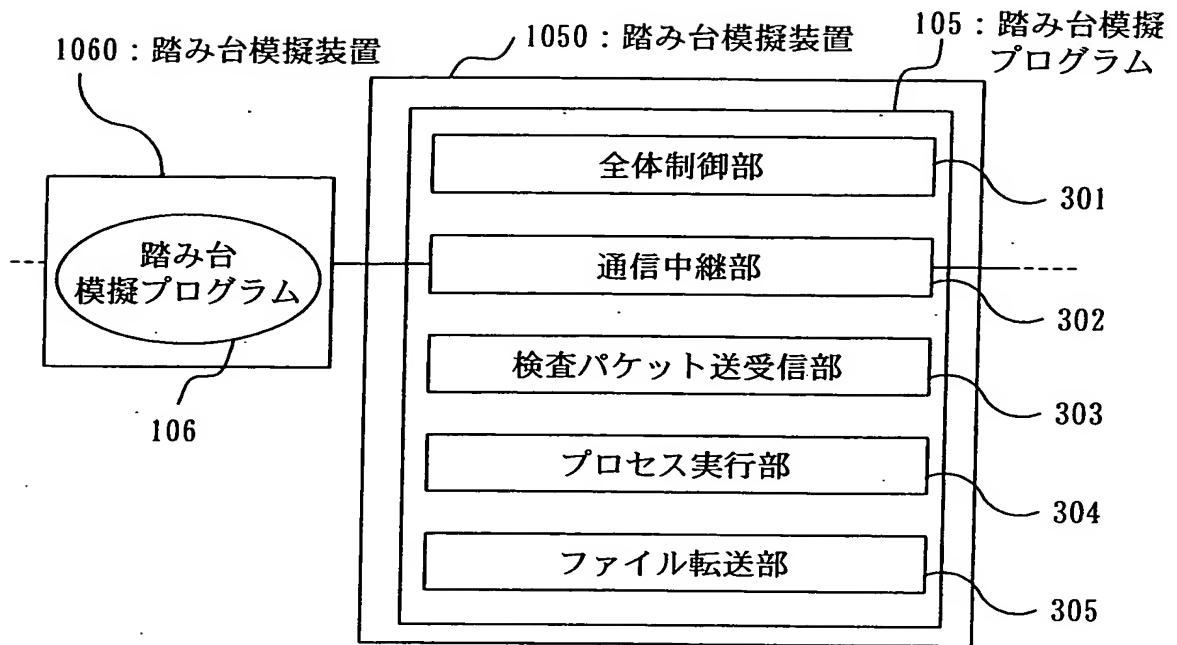 1060：踏み台模擬装置
1050：踏み台模擬装置
105：踏み台模擬
プログラム
全体制御部
301
通信中継部
302
踏み台
模擬プログラム
106
検査パケット送受信部
303
プロセス実行部
304
ファイル転送部
305